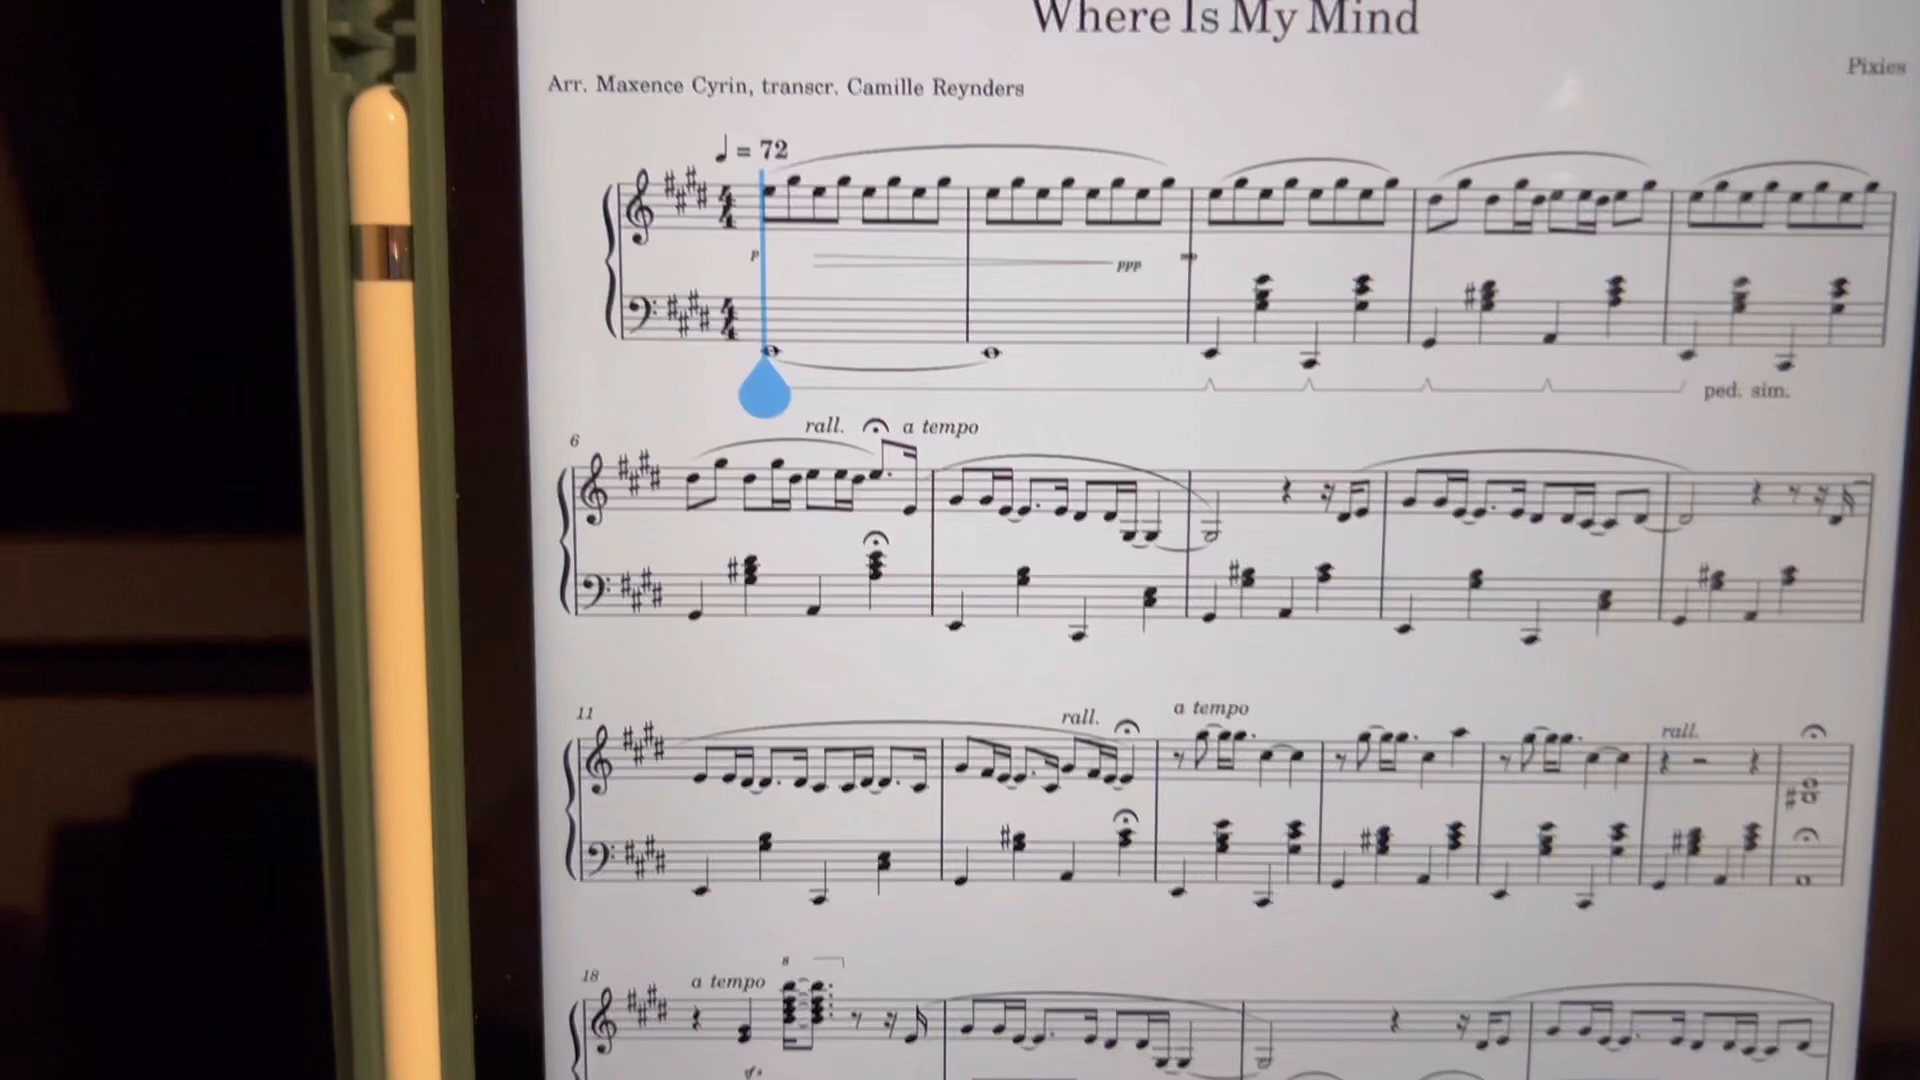 Where Is My Mind
Pixies
Arr. Maxence Cyrin, transcr. Camille Reynders
♩ = 72
p
ppp
ped. sim.
6
rall.
a tempo
11
rall.
a tempo
rall.
18
a tempo
8